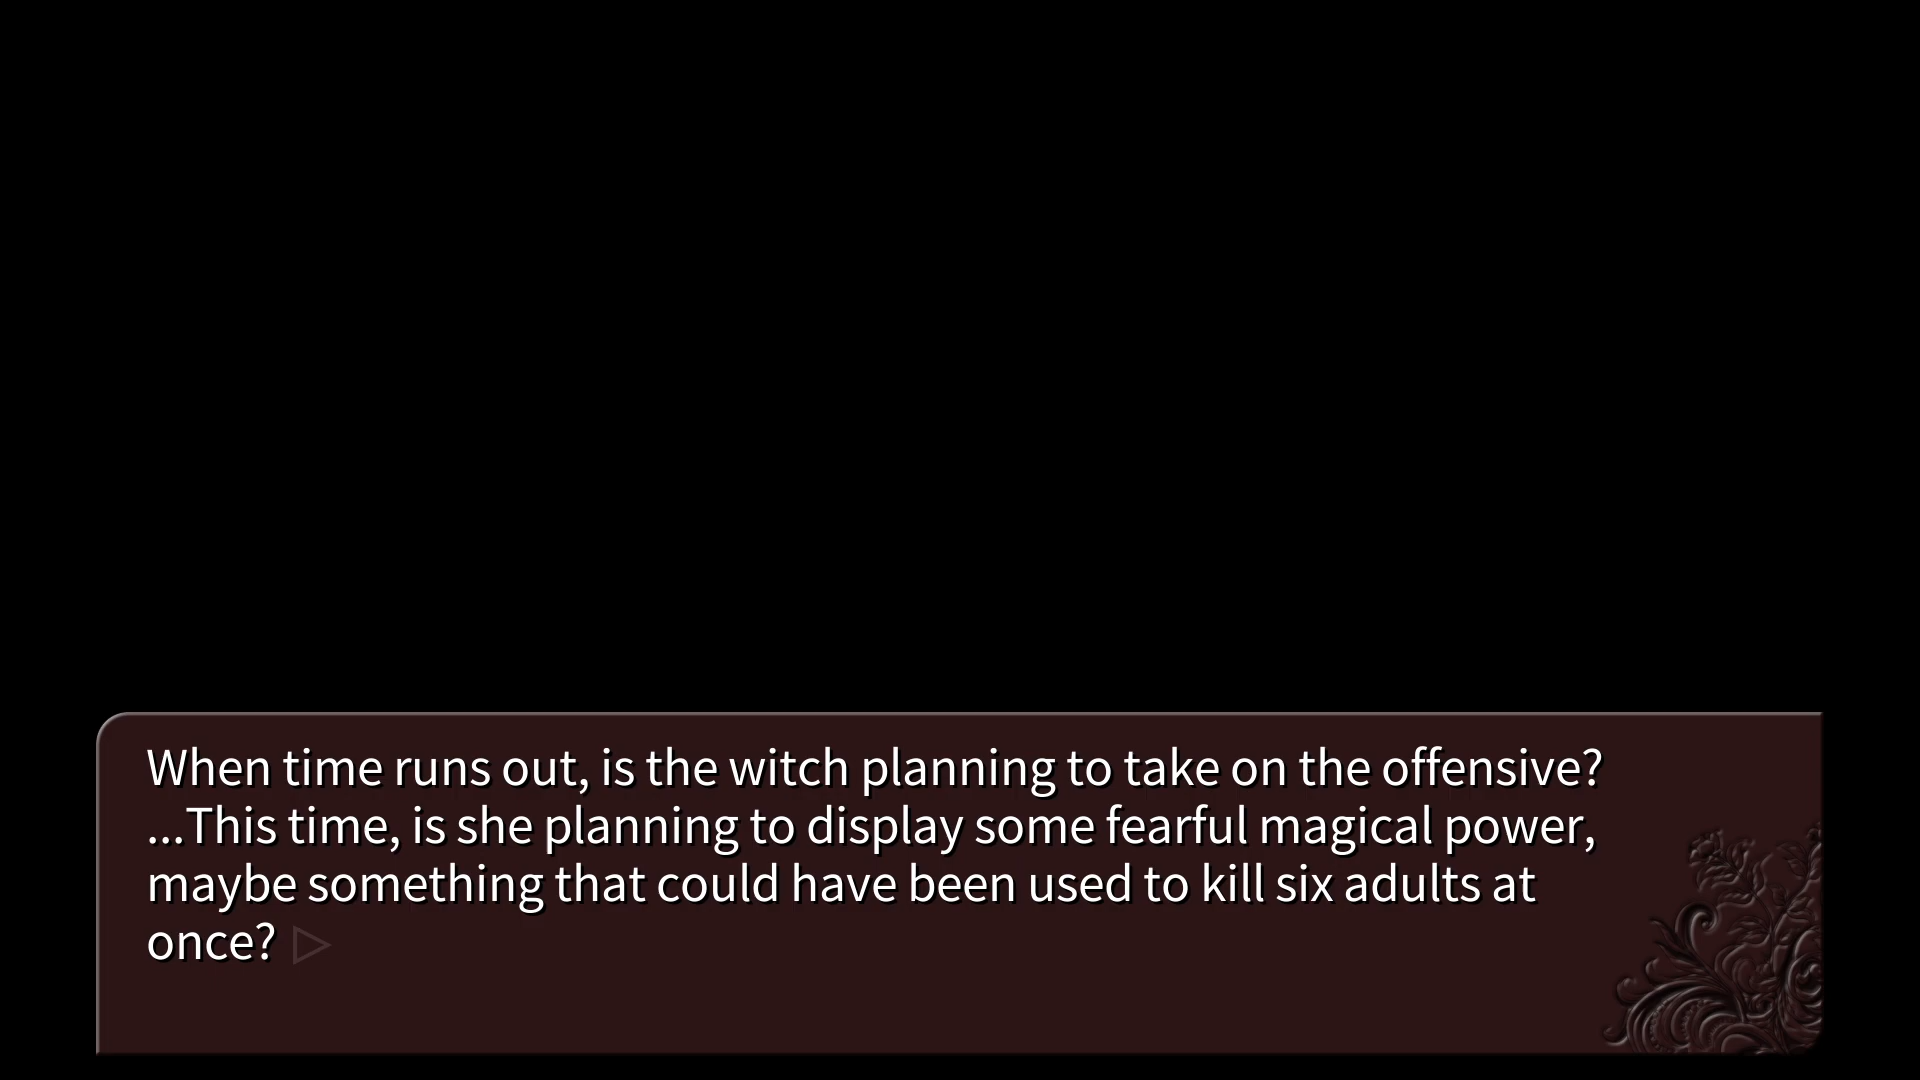 When time runs out, is the witch planning to take on the offensive?
...This time, is she planning to display some fearful magical power,
maybe something that could have been used to kill six adults at
once?